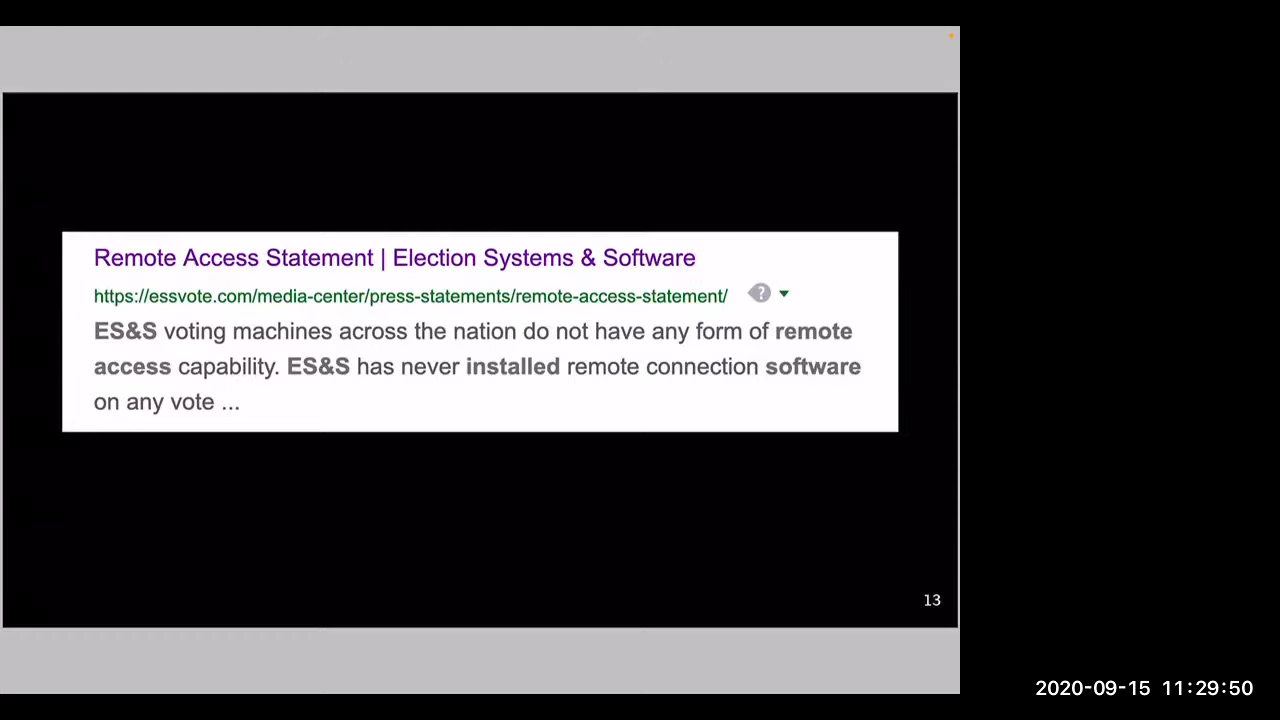 Remote Access Statement | Election Systems & Software
https://essvote.com/media-center/press-statements/remote-access-statement/ ?
ES&S voting machines across the nation do not have any form of remote
access capability. ES&S has never installed remote connection software
on any vote ...
13
2020-09-15 11:29:50